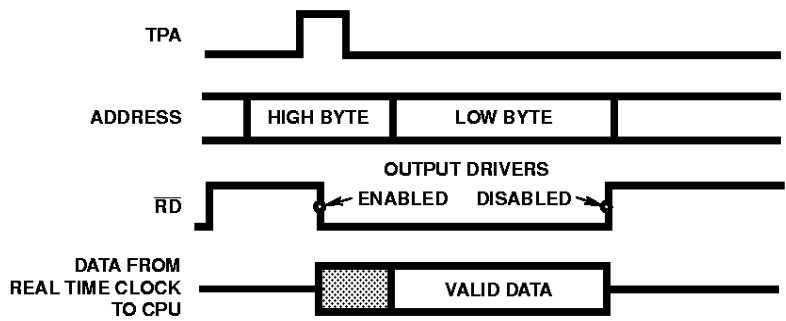 TPA
ADDRESS
HIGH BYTE
LOW BYTE
OUTPUT DRIVERS
RD
ENABLED
DISABLED
DATA FROM
REAL TIME CLOCK
TO CPU
VALID DATA